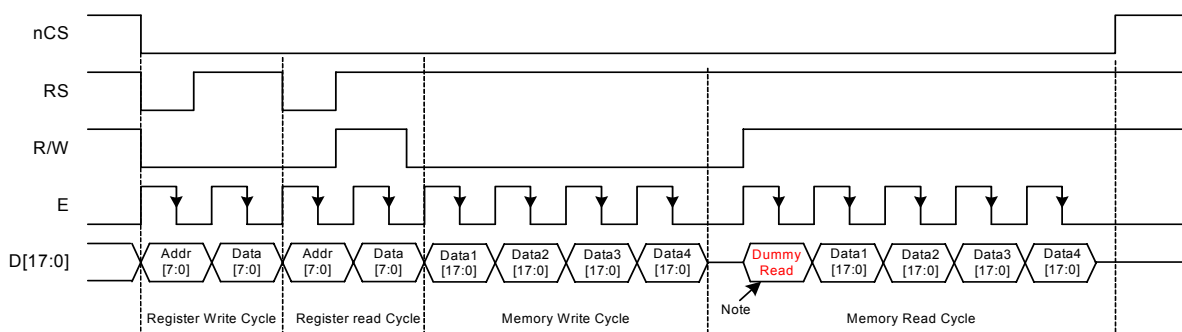 nCS
RS
R/W
E
D[17:0]
Addr
[7:0]
Data
[7:0]
Addr
[7:0]
Data
[7:0]
Data1
[17:0]
Data2
[17:0]
Data3
[17:0]
Data4
[17:0]
Dummy
Read
Data1
[17:0]
Data2
[17:0]
Data3
[17:0]
Data4
[17:0]
Note
Register Write Cycle
Register read Cycle
Memory Write Cycle
Memory Read Cycle